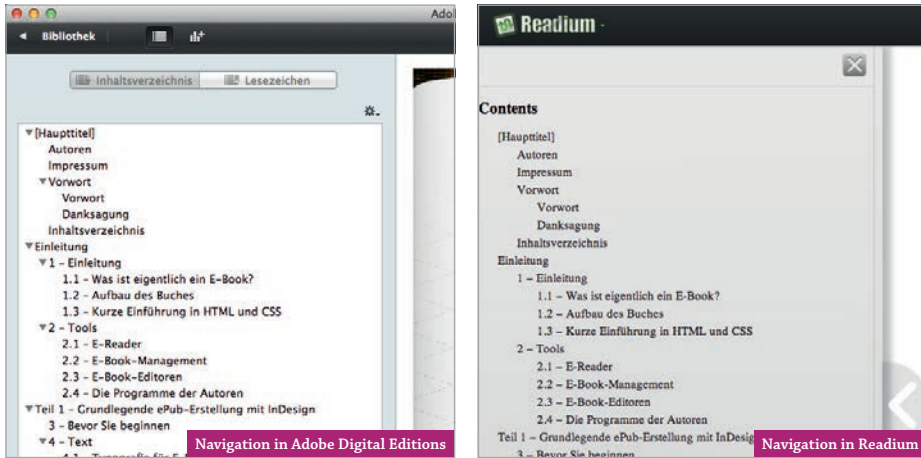 Ado
Bibliothek
Inhaltsverzeichnis Lesezeichen
[Haupttitel]
Autoren
Impressum
Vorwort
Vorwort
Danksagung
Inhaltsverzeichnis
Einleitung
1 – Einleitung
1.1 – Was ist eigentlich ein E-Book?
1.2 – Aufbau des Buches
1.3 – Kurze Einführung in HTML und CSS
2 – Tools
2.1 – E-Reader
2.2 – E-Book-Management
2.3 – E-Book-Editoren
2.4 – Die Programme der Autoren
Teil 1 – Grundlegende ePub-Erstellung mit InDesign
3 – Bevor Sie beginnen
4 – Text
Navigation in Adobe Digital Editions
Readium
Contents
[Haupttitel]
Autoren
Impressum
Vorwort
Vorwort
Danksagung
Inhaltsverzeichnis
Einleitung
1 – Einleitung
1.1 – Was ist eigentlich ein E-Book?
1.2 – Aufbau des Buches
1.3 – Kurze Einführung in HTML und CSS
2 – Tools
2.1 – E-Reader
2.2 – E-Book-Management
2.3 – E-Book-Editoren
2.4 – Die Programme der Autoren
Teil 1 – Grundlegende ePub-Erstellung mit InDesig
3 – Bevor Sie beginnen
Navigation in Readium